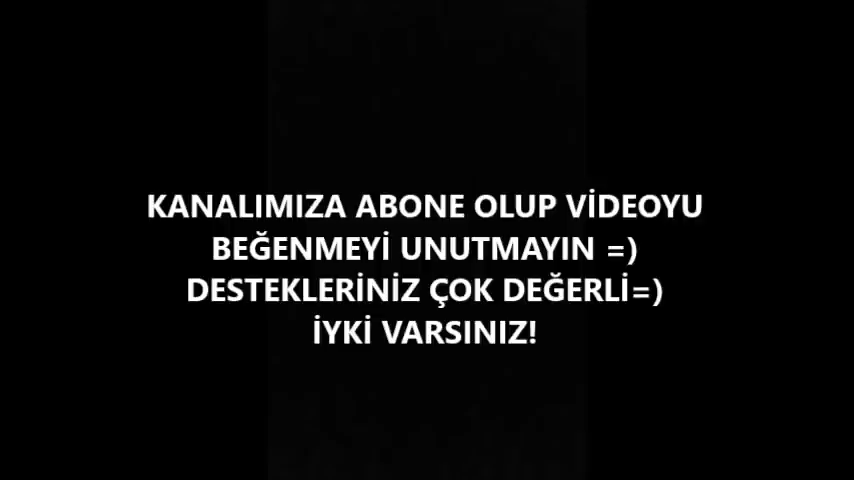 KANALIMIZA ABONE OLUP VİDEOYU
BEĞENMEYİ UNUTMAYIN =)
DESTEKLERİNİZ ÇOK DEĞERLİ=)
İYKİ VARSINIZ!